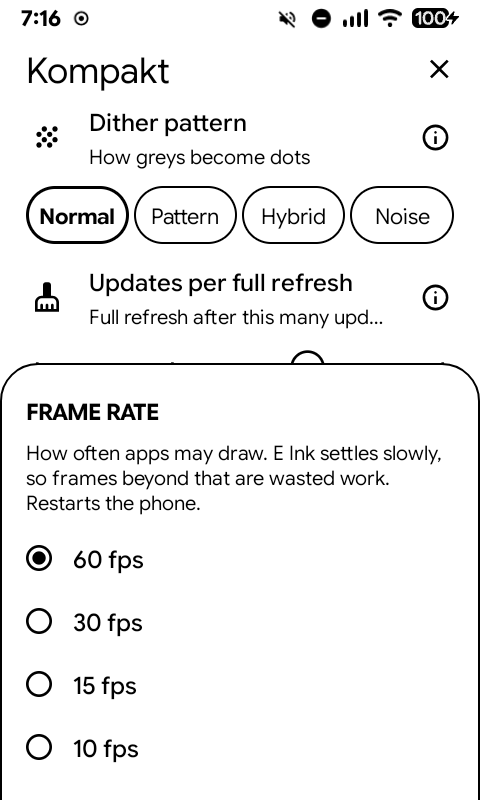 7:16
100
Kompakt
Dither pattern
How greys become dots
Normal
Pattern
Hybrid
Noise
Updates per full refresh
Full refresh after this many upd...
FRAME RATE
How often apps may draw. E Ink settles slowly,
so frames beyond that are wasted work.
Restarts the phone.
60 fps
30 fps
15 fps
10 fps